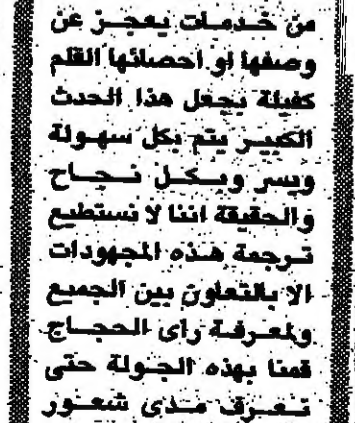 من خدمات يعجز عن
وصفها او احصائها القلم
كفيلة بجعل هذا الحدث
الكبير يتم بكل سهولة
ويسر وبكل نجاح
والحقيقة اننا لا نستطيع
ترجمة هذه المجهودات
الا بالتعاون بين الجميع
ولمعرفة راى الحجاج
قمنا بهذه الجولة حتى
نعرف مدى شعور